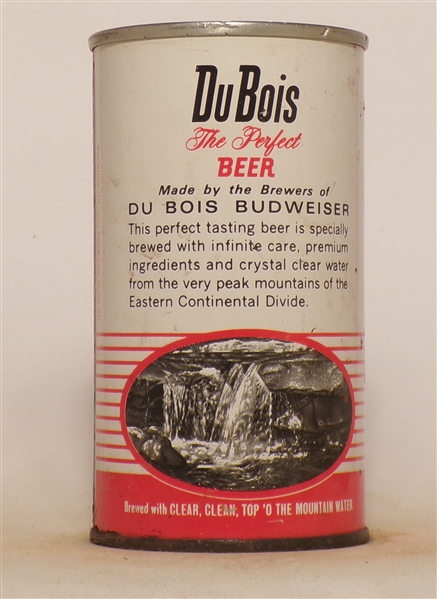 Du Bois
The Perfect
BEER
Made by the Brewers of
DU BOIS BUDWEISER
This perfect tasting beer is specially
brewed with infinite care, premium
ingredients and crystal clear water
from the very peak mountains of the
Eastern Continental Divide.
Brewed with CLEAR, CLEAN, TOP 'O THE MOUNTAIN WATER